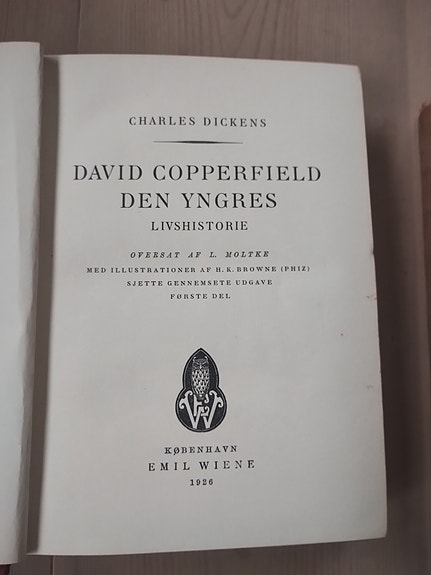 CHARLES DICKENS
DAVID COPPERFIELD
DEN YNGRES
LIVSHISTORIE
OVERSAT AF L. MOLTKE
MED ILLUSTRATIONER AF H. K. BROWNE (PHIZ)
SJETTE GENNEMSETE UDGAVE
FØRSTE DEL
KØBENHAVN
EMIL WIENE
1926